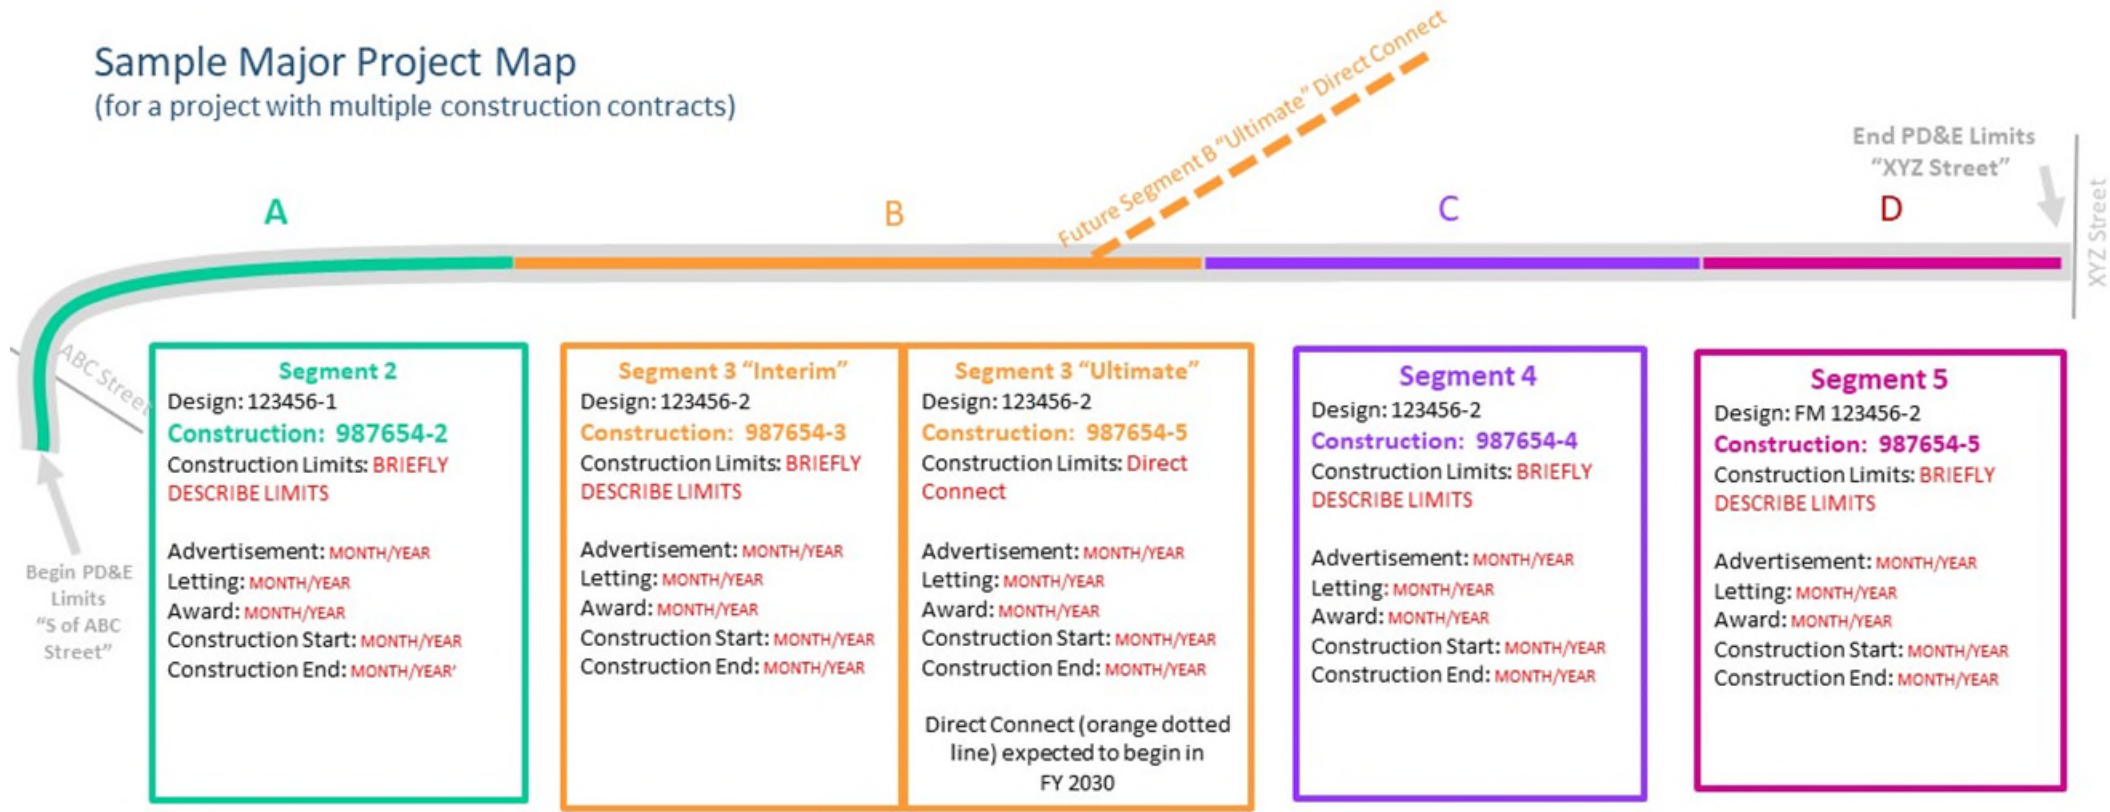 Sample Major Project Map
(for a project with multiple construction contracts)
Future Segment B "Ultimate" Direct Connect
End PD&E Limits
"XYZ Street"
XYZ Street
A
B
C
D
ABC Street
Begin PD&E
Limits
"S of ABC
Street"
Segment 2
Design: 123456-1
Construction: 987654-2
Construction Limits: BRIEFLY
DESCRIBE LIMITS
Advertisement: MONTH/YEAR
Letting: MONTH/YEAR
Award: MONTH/YEAR
Construction Start: MONTH/YEAR
Construction End: MONTH/YEAR'
Segment 3 "Interim"
Design: 123456-2
Construction: 987654-3
Construction Limits: BRIEFLY
DESCRIBE LIMITS
Advertisement: MONTH/YEAR
Letting: MONTH/YEAR
Award: MONTH/YEAR
Construction Start: MONTH/YEAR
Construction End: MONTH/YEAR
Segment 3 "Ultimate"
Design: 123456-2
Construction: 987654-5
Construction Limits: Direct
Connect
Advertisement: MONTH/YEAR
Letting: MONTH/YEAR
Award: MONTH/YEAR
Construction Start: MONTH/YEAR
Construction End: MONTH/YEAR
Direct Connect (orange dotted
line) expected to begin in
FY 2030
Segment 4
Design: 123456-2
Construction: 987654-4
Construction Limits: BRIEFLY
DESCRIBE LIMITS
Advertisement: MONTH/YEAR
Letting: MONTH/YEAR
Award: MONTH/YEAR
Construction Start: MONTH/YEAR
Construction End: MONTH/YEAR
Segment 5
Design: FM 123456-2
Construction: 987654-5
Construction Limits: BRIEFLY
DESCRIBE LIMITS
Advertisement: MONTH/YEAR
Letting: MONTH/YEAR
Award: MONTH/YEAR
Construction Start: MONTH/YEAR
Construction End: MONTH/YEAR